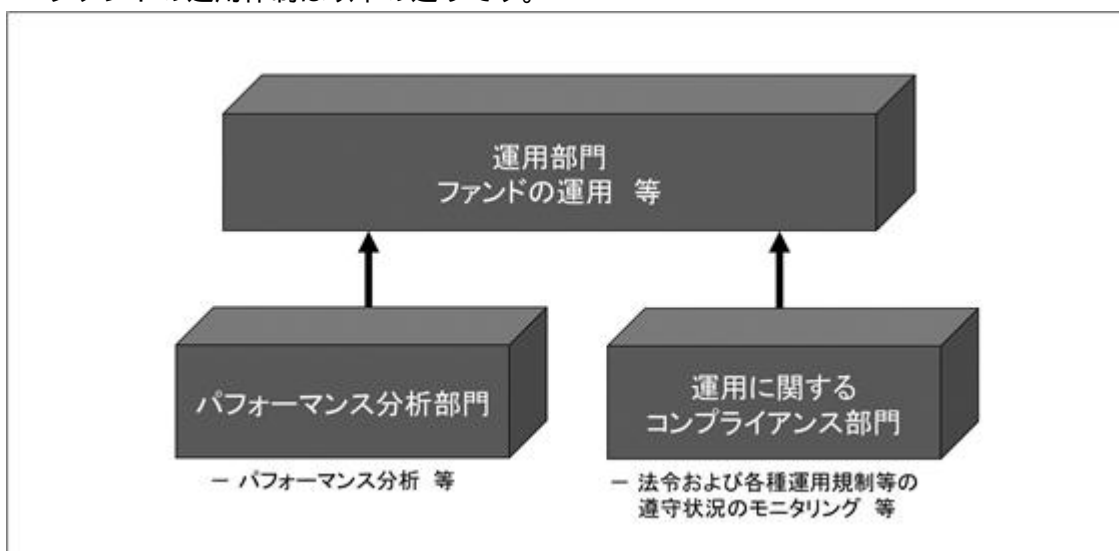 運用部門
ファンドの運用 等
パフォーマンス分析部門
－ パフォーマンス分析 等
運用に関する
コンプライアンス部門
－ 法令および各種運用規制等の
遵守状況のモニタリング 等